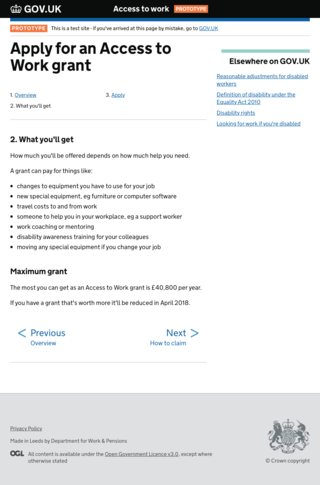 GOV.UK
Access to work PROTOTYPE
PROTOTYPE This is a test site - if you've arrived at this page by mistake, go to GOV.UK
Apply for an Access to
Work grant
1. Overview
2. What you'll get
3. Apply
2. What you'll get
How much you'll be offered depends on how much help you need.
A grant can pay for things like:
• changes to equipment you have to use for your job
• new special equipment, eg furniture or computer software
• travel costs to and from work
• someone to help you in your workplace, eg a support worker
• work coaching or mentoring
• disability awareness training for your colleagues
• moving any special equipment if you change your job
Maximum grant
The most you can get as an Access to Work grant is £40,800 per year.
If you have a grant that's worth more it'll be reduced in April 2018.
Previous
Overview
Next
How to claim
Elsewhere on GOV.UK
Reasonable adjustments for disabled
workers
Definition of disability under the
Equality Act 2010
Disability rights
Looking for work if you're disabled
Privacy Policy
Made in Leeds by Department for Work & Pensions
OGL All content is available under the Open Government Licence v3.0, except where
otherwise stated
© Crown copyright